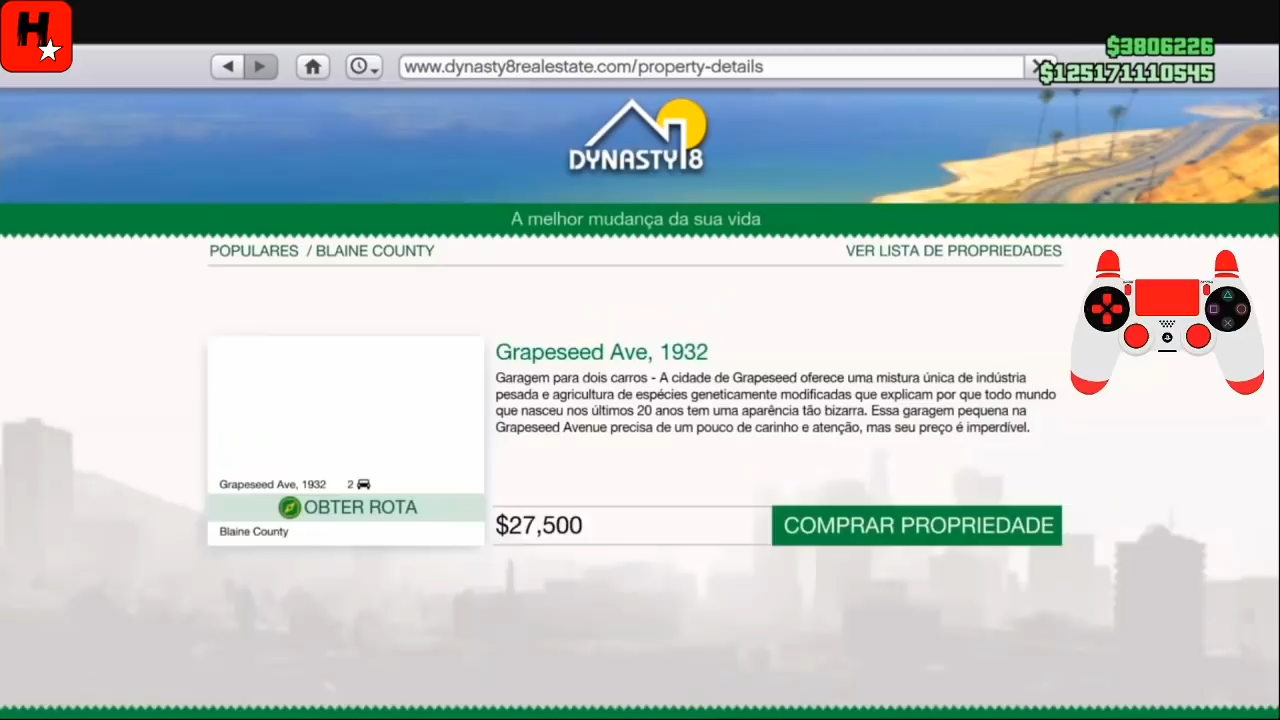 H
$3806226
www.dynasty8realestate.com/property-details
$125171110545
DYNASTY8
A melhor mudança da sua vida
POPULARES / BLAINE COUNTY
VER LISTA DE PROPRIEDADES
Grapeseed Ave, 1932
Garagem para dois carros - A cidade de Grapeseed oferece uma mistura única de indústria
pesada e agricultura de espécies geneticamente modificadas que explicam por que todo mundo
que nasceu nos últimos 20 anos tem uma aparência tão bizarra. Essa garagem pequena na
Grapeseed Avenue precisa de um pouco de carinho e atenção, mas seu preço é imperdível.
Grapeseed Ave, 1932 2
OBTER ROTA
Blaine County
$27,500
COMPRAR PROPRIEDADE